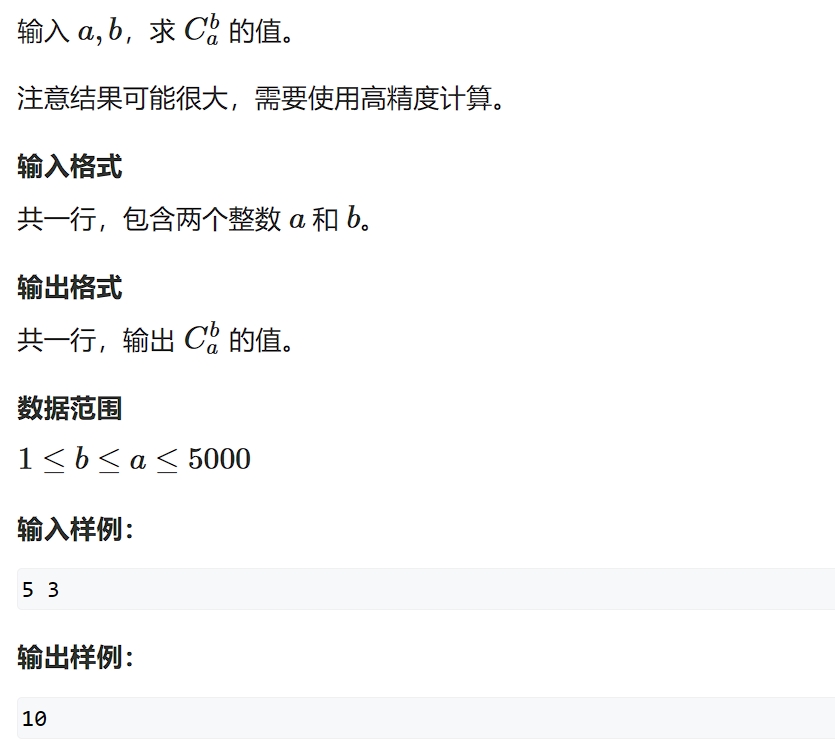 输入 a, b，求 C_a^b 的值。
注意结果可能很大，需要使用高精度计算。
输入格式
共一行，包含两个整数 a 和 b。
输出格式
共一行，输出 C_a^b 的值。
数据范围
1 ≤ b ≤ a ≤ 5000
输入样例：
5 3
输出样例：
10